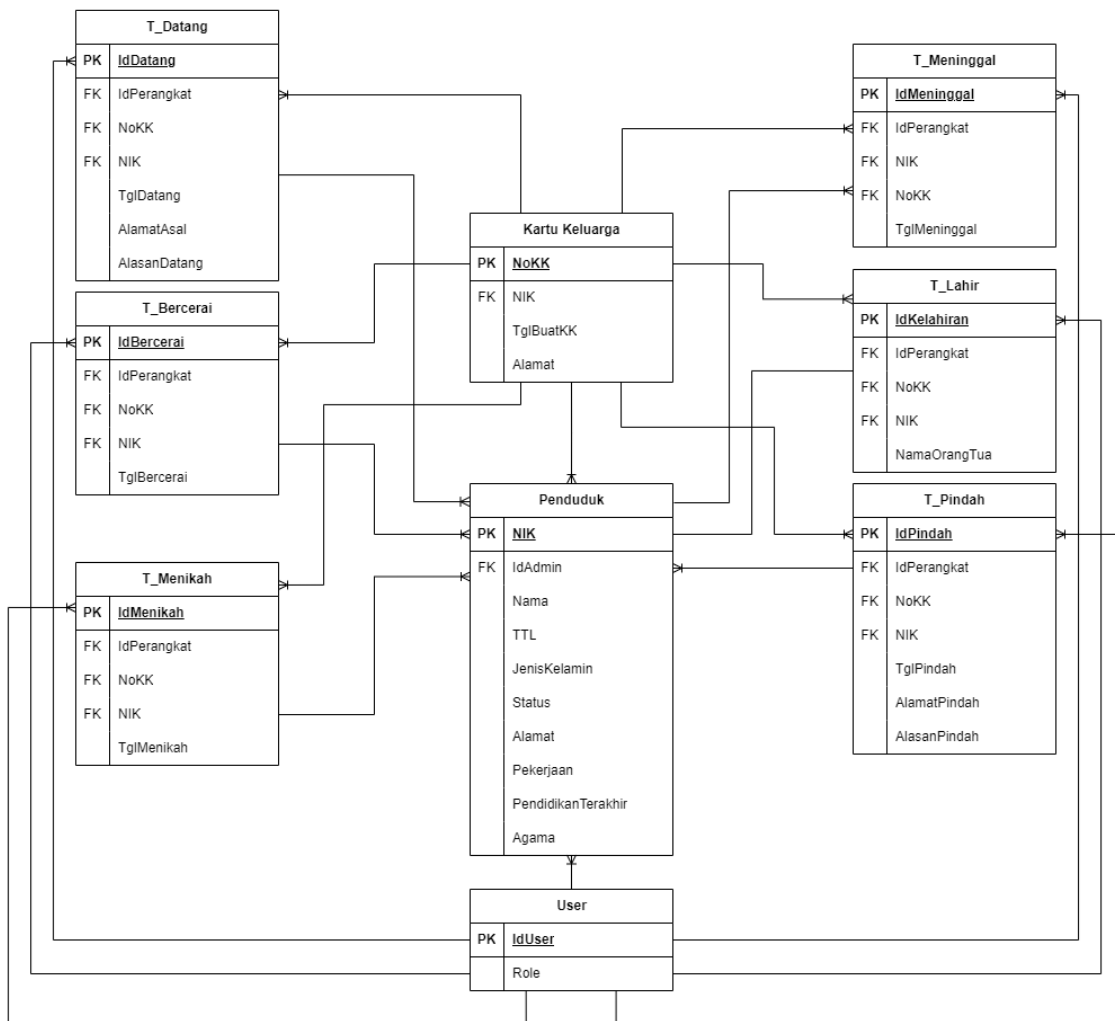 T_Datang
PK IdDatang
FK IdPerangkat
FK NoKK
FK NIK
TglDatang
AlamatAsal
AlasanDatang
T_Bercerai
PK IdBercerai
FK IdPerangkat
FK NoKK
FK NIK
TglBercerai
T_Menikah
PK IdMenikah
FK IdPerangkat
FK NoKK
FK NIK
TglMenikah
Kartu Keluarga
PK NoKK
FK NIK
TglBuatKK
Alamat
Penduduk
PK NIK
FK IdAdmin
Nama
TTL
JenisKelamin
Status
Alamat
Pekerjaan
PendidikanTerakhir
Agama
User
PK IdUser
Role
T_Meninggal
PK IdMeninggal
FK IdPerangkat
FK NIK
FK NoKK
TglMeninggal
T_Lahir
PK IdKelahiran
FK IdPerangkat
FK NoKK
FK NIK
NamaOrangTua
T_Pindah
PK IdPindah
FK IdPerangkat
FK NoKK
FK NIK
TglPindah
AlamatPindah
AlasanPindah